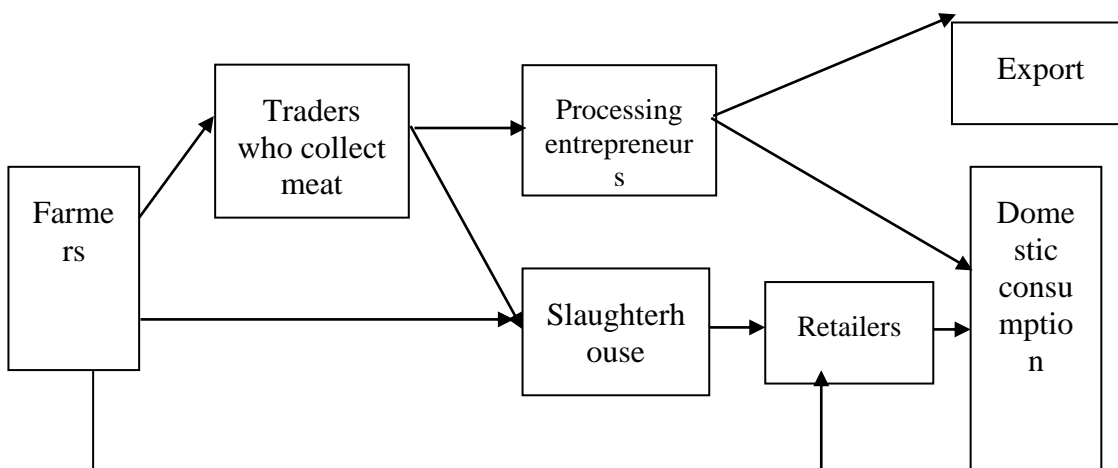 Farme
rs
Traders
who collect
meat
Processing
entrepreneur
s
Export
Slaughterh
ouse
Retailers
Dome
stic
consu
mptio
n